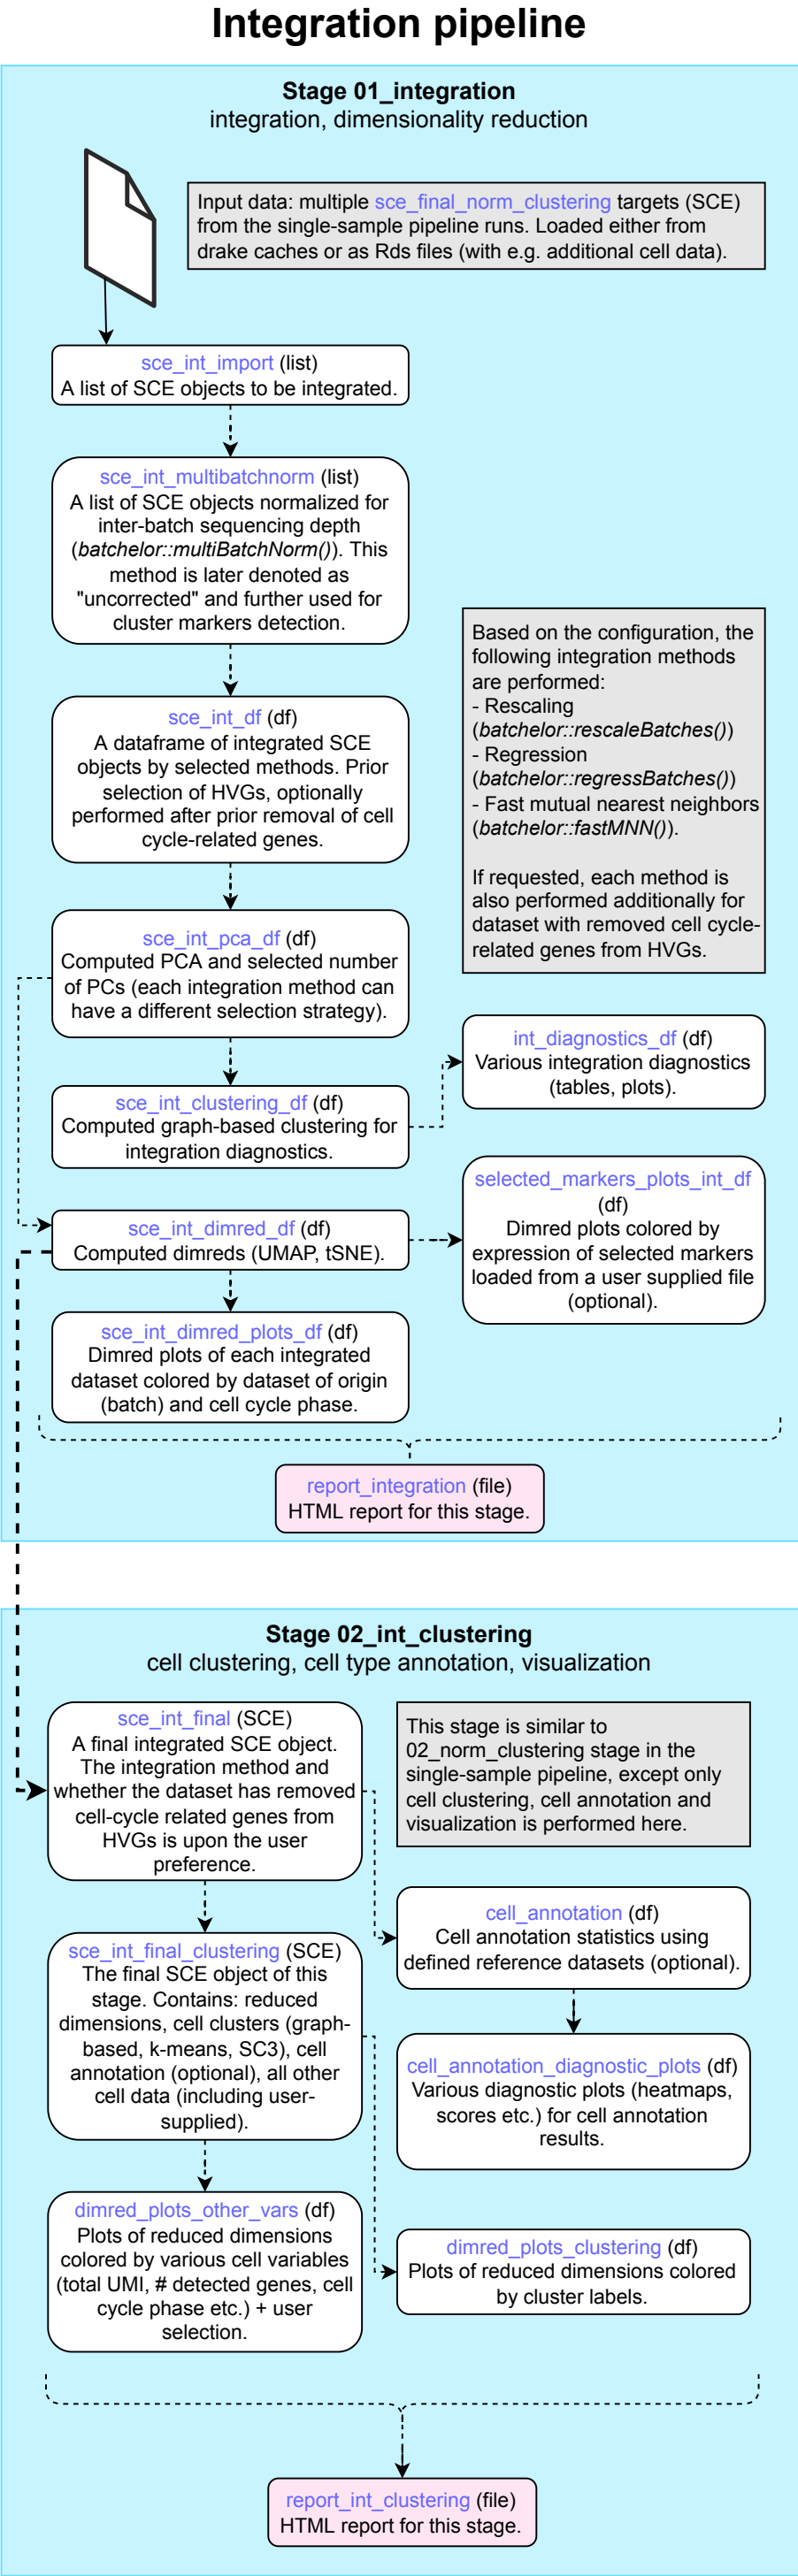 Integration pipeline
Stage 01_integration
integration, dimensionality reduction
Input data: multiple sce_final_norm_clustering targets (SCE)
from the single-sample pipeline runs. Loaded either from
drake caches or as Rds files (with e.g. additional cell data).
sce_int_import (list)
A list of SCE objects to be integrated.
sce_int_multibatchnorm (list)
A list of SCE objects normalized for
inter-batch sequencing depth
(batchelor::multiBatchNorm()). This
method is later denoted as
"uncorrected" and further used for
cluster markers detection.
Based on the configuration, the
following integration methods
are performed:
- Rescaling
(batchelor::rescaleBatches())
- Regression
(batchelor::regressBatches())
- Fast mutual nearest neighbors
(batchelor::fastMNN()).
If requested, each method is
also performed additionally for
dataset with removed cell cycle-
related genes from HVGs.
sce_int_df (df)
A dataframe of integrated SCE
objects by selected methods. Prior
selection of HVGs, optionally
performed after prior removal of cell
cycle-related genes.
sce_int_pca_df (df)
Computed PCA and selected number
of PCs (each integration method can
have a different selection strategy).
int_diagnostics_df (df)
Various integration diagnostics
(tables, plots).
sce_int_clustering_df (df)
Computed graph-based clustering for
integration diagnostics.
selected_markers_plots_int_df
(df)
Dimred plots colored by
expression of selected markers
loaded from a user supplied file
(optional).
sce_int_dimred_df (df)
Computed dimreds (UMAP, tSNE).
sce_int_dimred_plots_df (df)
Dimred plots of each integrated
dataset colored by dataset of origin
(batch) and cell cycle phase.
report_integration (file)
HTML report for this stage.
Stage 02_int_clustering
cell clustering, cell type annotation, visualization
sce_int_final (SCE)
A final integrated SCE object.
The integration method and
whether the dataset has removed
cell-cycle related genes from
HVGs is upon the user
preference.
This stage is similar to
02_norm_clustering stage in the
single-sample pipeline, except only
cell clustering, cell annotation and
visualization is performed here.
cell_annotation (df)
Cell annotation statistics using
defined reference datasets (optional).
sce_int_final_clustering (SCE)
The final SCE object of this
stage. Contains: reduced
dimensions, cell clusters (graph-
based, k-means, SC3), cell
annotation (optional), all other
cell data (including user-
supplied).
cell_annotation_diagnostic_plots (df)
Various diagnostic plots (heatmaps,
scores etc.) for cell annotation
results.
dimred_plots_other_vars (df)
Plots of reduced dimensions
colored by various cell variables
(total UMI, # detected genes, cell
cycle phase etc.) + user
selection.
dimred_plots_clustering (df)
Plots of reduced dimensions colored
by cluster labels.
report_int_clustering (file)
HTML report for this stage.